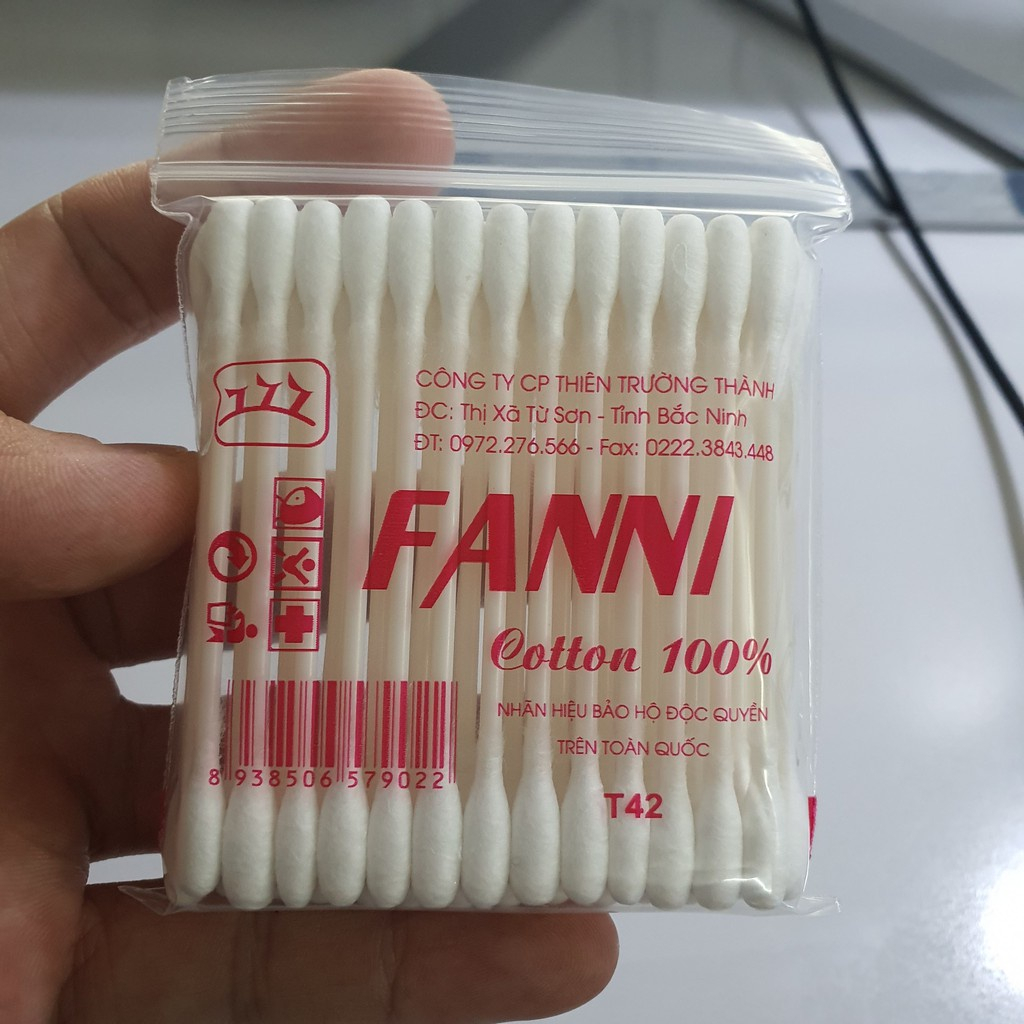 CÔNG TY CP THIÊN TRƯỜNG THÀNH
ĐC: Thị Xã Từ Sơn - Tỉnh Bắc Ninh
ĐT: 0972.276.566 - Fax: 0222.3843.448
FANNI
Cotton 100%
NHÃN HIỆU BẢO HỘ ĐỘC QUYỀN
TRÊN TOÀN QUỐC
8 938506 579022
T42